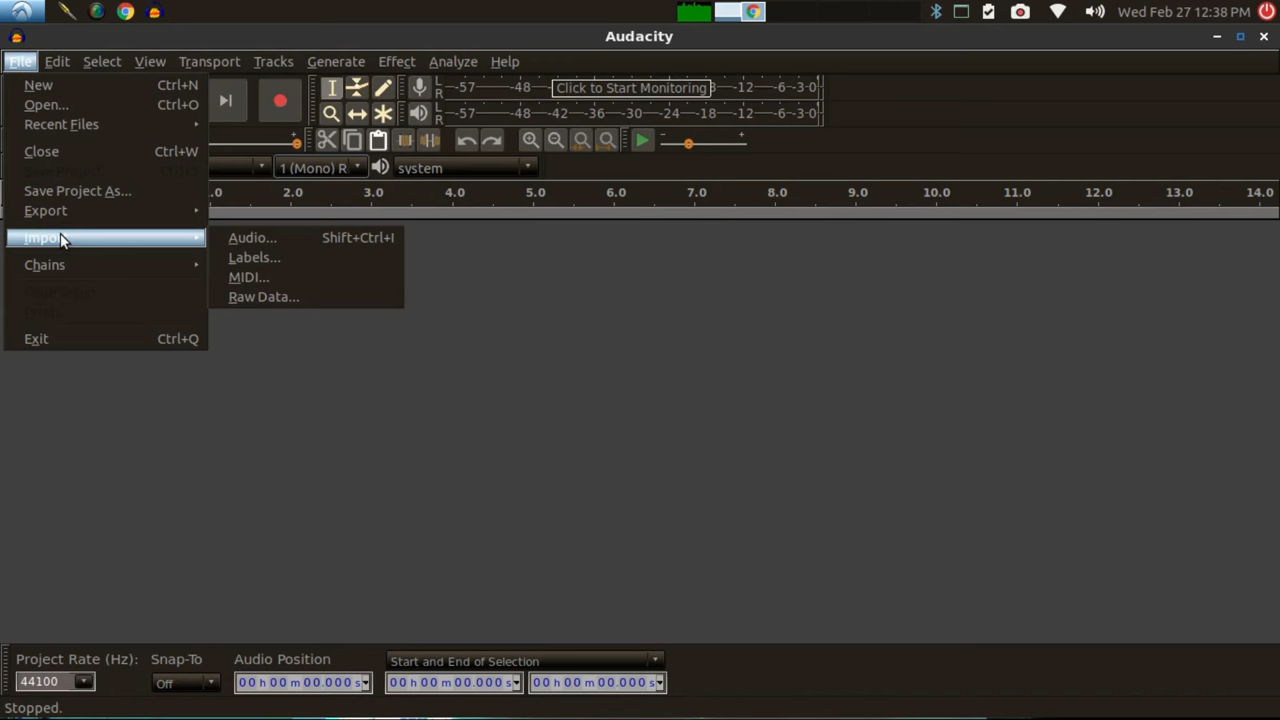 Wed Feb 27 12:38 PM
Audacity
File Edit Select View Transport Tracks Generate Effect Analyze Help
New Ctrl+N
Open... Ctrl+O
Recent Files
Close Ctrl+W
Save Project As...
Export
Import
Chains
Exit Ctrl+Q
Audio... Shift+Ctrl+I
Labels...
MIDI...
Raw Data...
L
R
-57 -48 Click to Start Monitoring -12 -6 -3 0
L
R
-57 -48 -42 -36 -30 -24 -18 -12 -6 -3 0
- +
1 (Mono) R system
2.0 3.0 4.0 5.0 6.0 7.0 8.0 9.0 10.0 11.0 12.0 13.0 14.0
Project Rate (Hz): Snap-To Audio Position Start and End of Selection
44100 Off 00 h 00 m 00.000 s 00 h 00 m 00.000 s 00 h 00 m 00.000 s
Stopped.